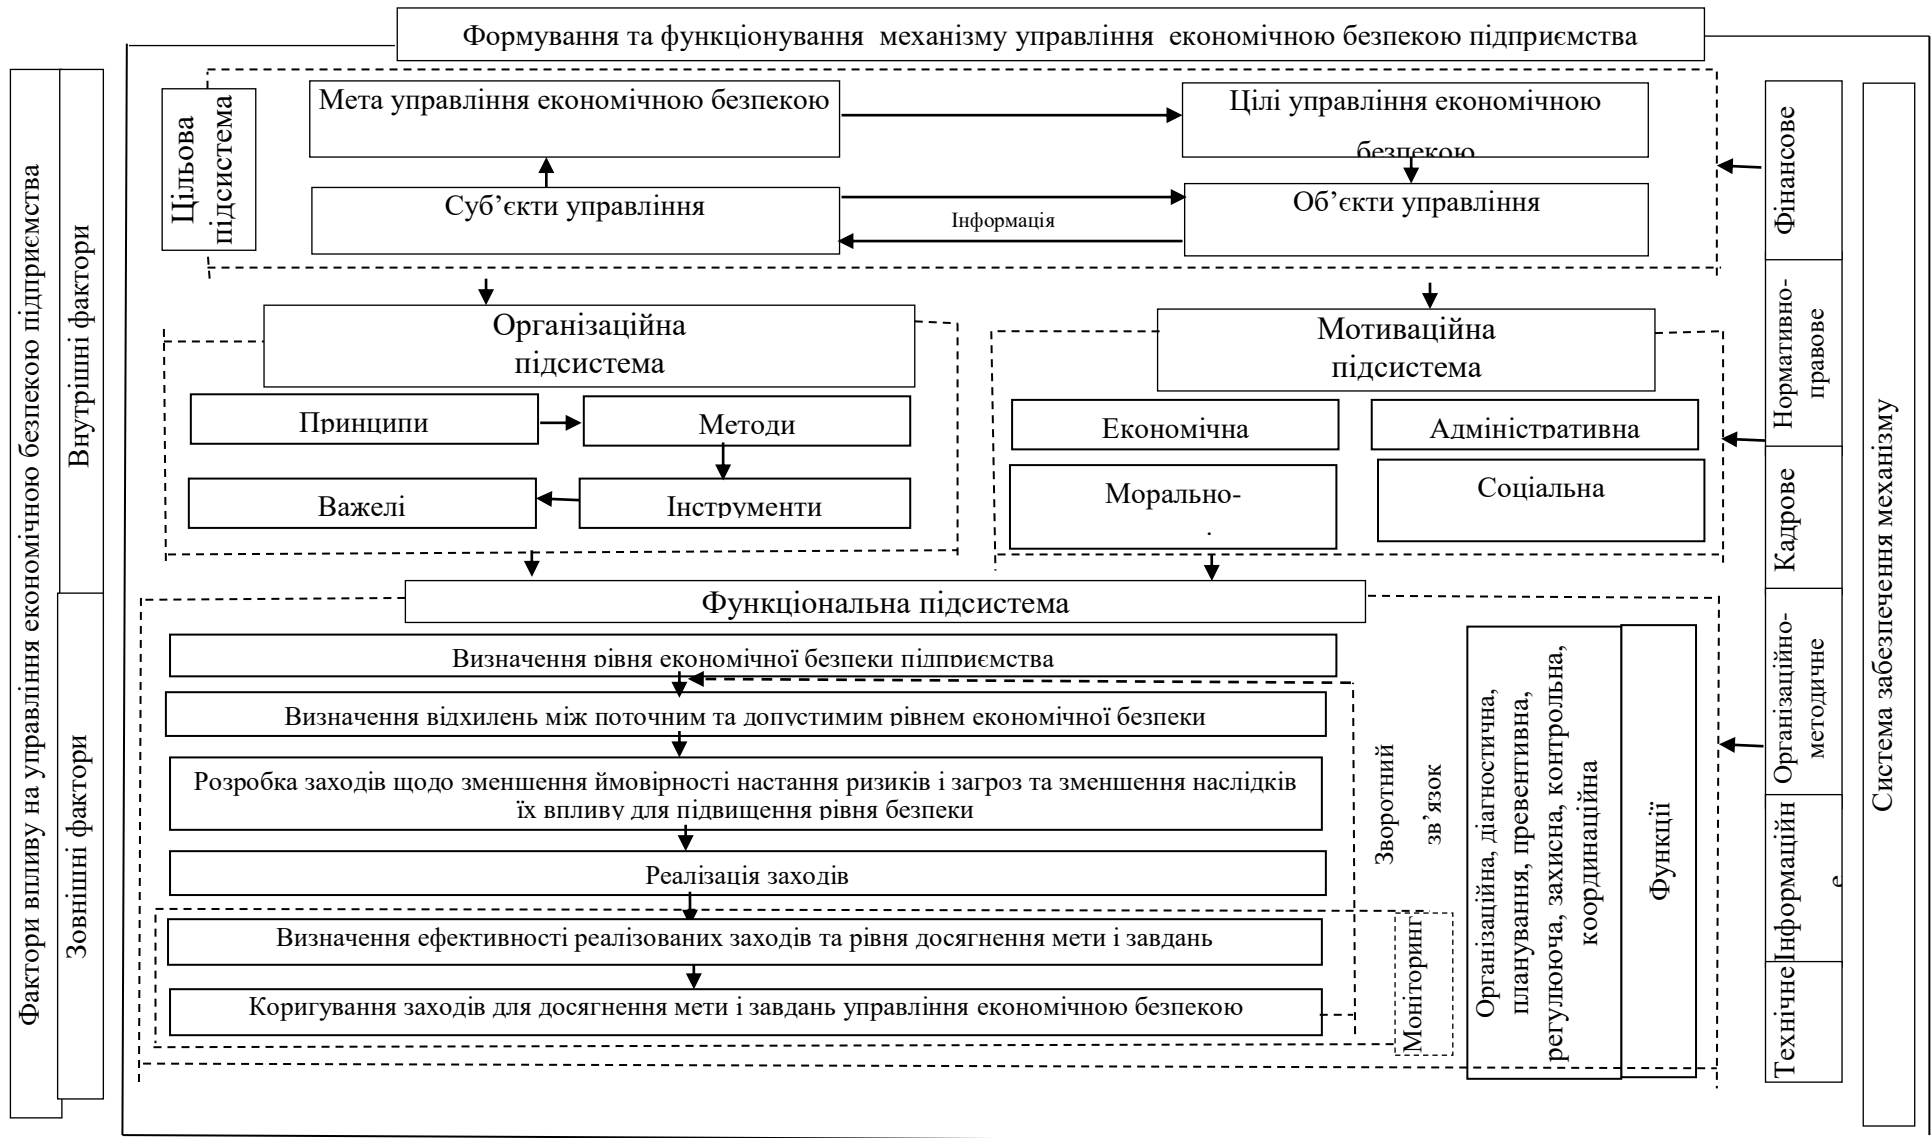 Формування та функціонування механізму управління економічною безпекою підприємства
Фактори впливу на управління економічною безпекою підприємства
Внутрішні фактори
Зовнішні фактори
Цільова
підсистема
Мета управління економічною безпекою
Цілі управління економічною
безпекою
Суб’єкти управління
Інформація
Об’єкти управління
Організаційна
підсистема
Принципи
Методи
Важелі
Інструменти
Мотиваційна
підсистема
Економічна
Адміністративна
Морально-
Соціальна
Функціональна підсистема
Визначення рівня економічної безпеки підприємства
Визначення відхилень між поточним та допустимим рівнем економічної безпеки
Розробка заходів щодо зменшення ймовірності настання ризиків і загроз та зменшення наслідків
їх впливу для підвищення рівня безпеки
Реалізація заходів
Визначення ефективності реалізованих заходів та рівня досягнення мети і завдань
Коригування заходів для досягнення мети і завдань управління економічною безпекою
Зворотний
зв’язок
Моніторинг
Організаційна, діагностична,
планування, превентивна,
регулююча, захисна, контрольна,
координаційна
Функції
Фінансове
Нормативно-
правове
Кадрове
Організаційно-
методичне
Інформаційн
е
Технічне
Система забезпечення механізму